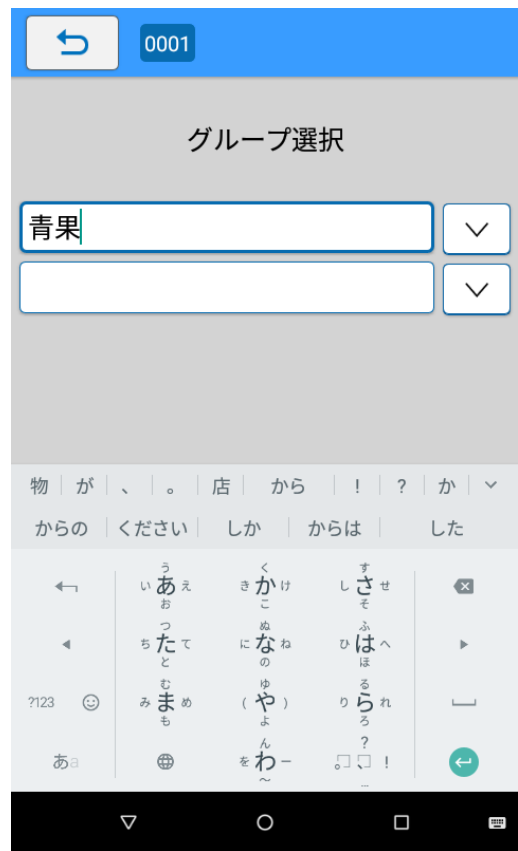 0001
グループ選択
青果
物 が 、 。 店 から ! ? か
からの ください しか からは した
う く す
い あ え き か け し さ せ
お こ そ
つ ぬ ふ
ち た て に な ね ひ は へ
と の ほ
む ゆ る
?123 み ま め ( や ) り ら れ
も よ ろ
ん ?
あa を わ ー 。 、 !
~ …